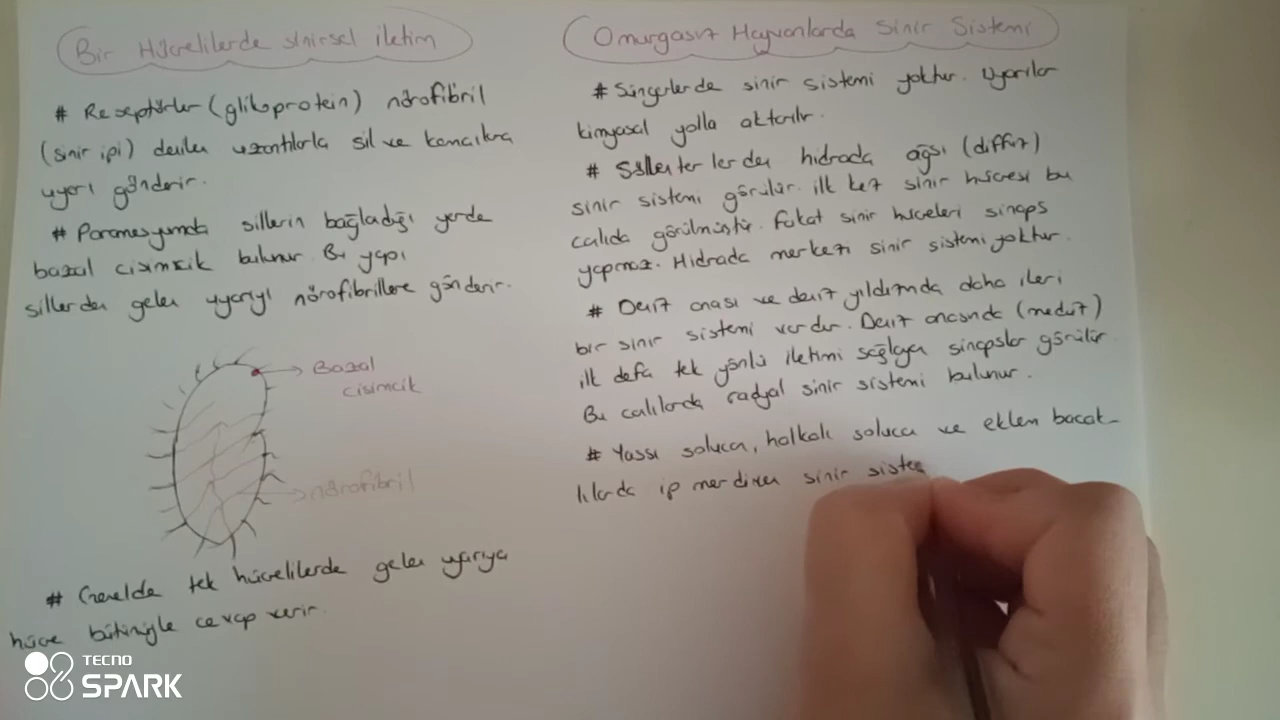 Bir Hücrelilerde sinirsel iletim
# Reseptörler (glikoprotein) nörofibril
(sinir ipi) denilen uzantılarla sil ve kamçılara
uyarı gönderir.
# Paramesyumda sillerin bağladığı yerde
bazal cisimcik bulunur. Bu yapı
sillerden gelen uyarıyı nörofibrillere gönderir.
Bazal
cisimcik
nörofibril
# Genelde tek hücrelilerde gelen uyarıya
hücre bütünüyle cevap verir.
TECNO
SPARK
Omurgasız Hayvanlarda Sinir Sistemi
# Süngerlerde sinir sistemi yoktur. Uyarılar
kimyasal yolla aktarılır.
# Sölenterlerden hidrada ağsı (diffüz)
sinir sistemi görülür. ilk kez sinir hücresi bu
calıda görülmüştür. Fakat sinir hücreleri sinaps
yapmaz. Hidrada merkezi sinir sistemi yoktur.
# Deniz anası ve deniz yıldızında daha ileri
bir sinir sistemi vardır. Deniz anasında (meduz)
ilk defa tek yönlü iletimi sağlayan sinapslar görülür.
Bu calılarda radyal sinir sistemi bulunur.
# Yassı solucan, halkalı solucan ve eklem bacak-
lılarda ip merdiven sinir siste